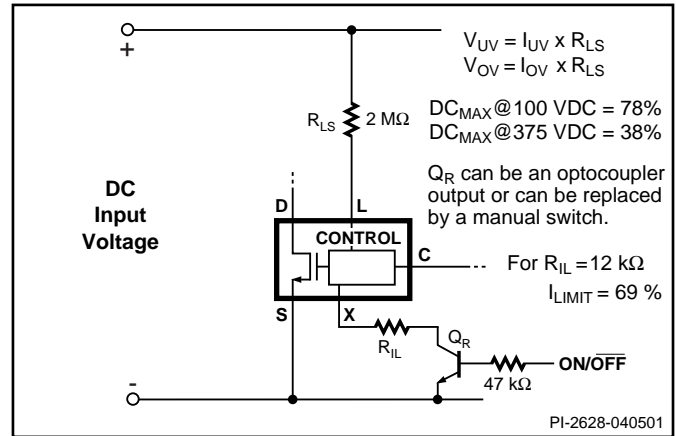 +
V_UV = I_UV x R_LS
V_OV = I_OV x R_LS
R_LS
2 MΩ
DC_MAX@100 VDC = 78%
DC_MAX@375 VDC = 38%
Q_R can be an optocoupler
output or can be replaced
by a manual switch.
DC
Input
Voltage
D
L
CONTROL
C
For R_IL = 12 kΩ
I_LIMIT = 69 %
S
X
R_IL
Q_R
47 kΩ
ON/O̅F̅F̅
-
PI-2628-040501